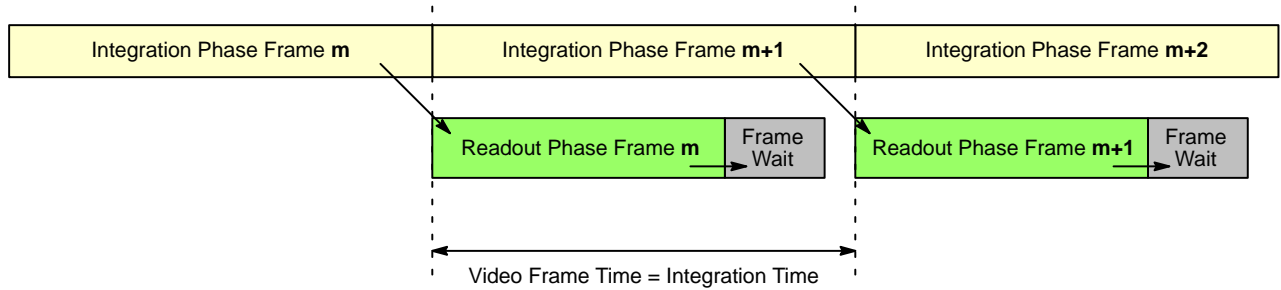 Integration Phase Frame m
Integration Phase Frame m+1
Integration Phase Frame m+2
Readout Phase Frame m
Frame
Wait
Readout Phase Frame m+1
Frame
Wait
Video Frame Time = Integration Time